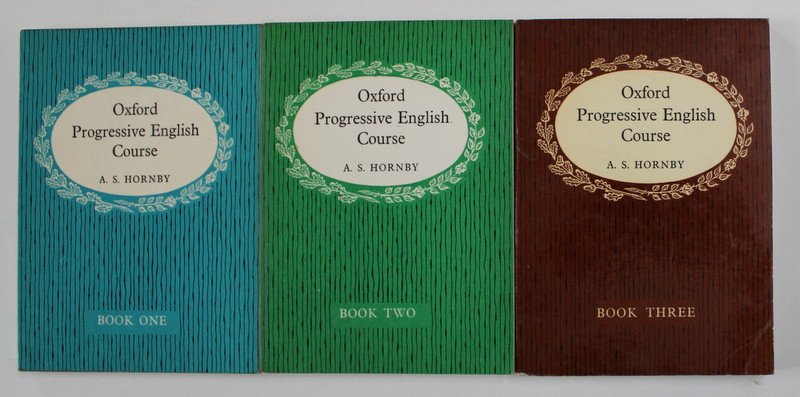 Oxford
Progressive English
Course
A. S. HORNBY
BOOK ONE
Oxford
Progressive English
Course
A. S. HORNBY
BOOK TWO
Oxford
Progressive English
Course
A. S. HORNBY
BOOK THREE